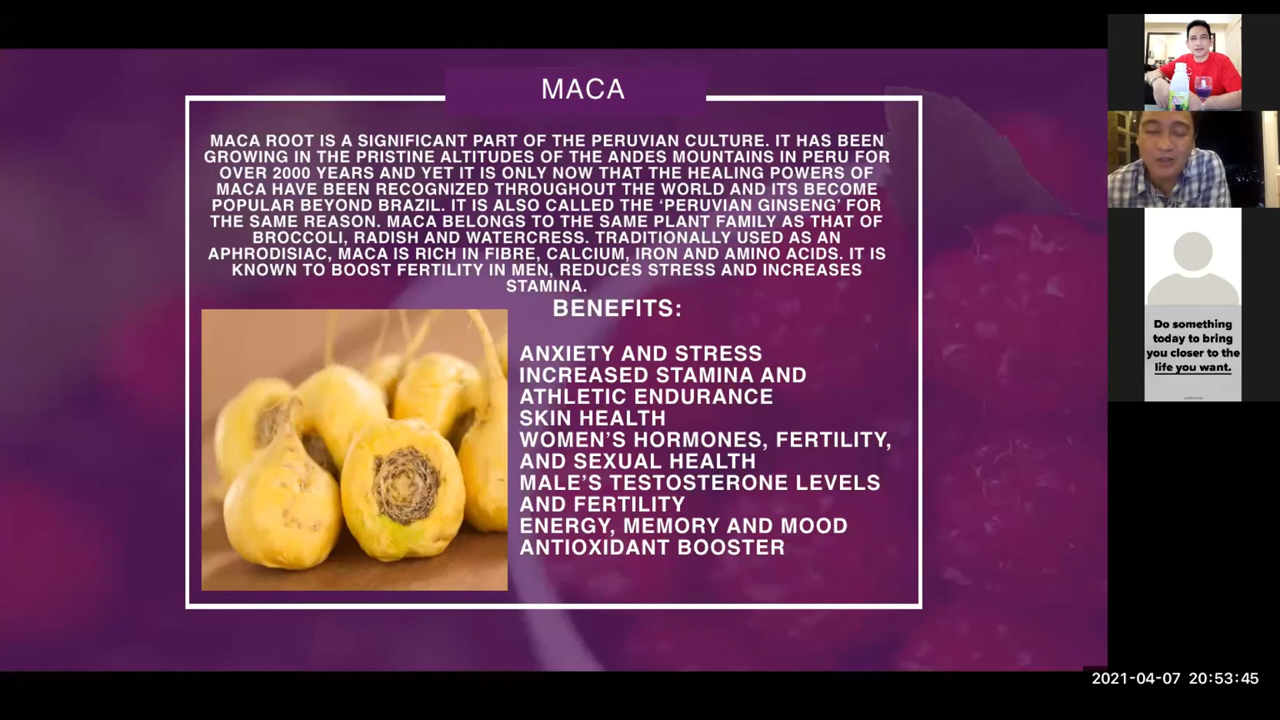 MACA
MACA ROOT IS A SIGNIFICANT PART OF THE PERUVIAN CULTURE. IT HAS BEEN
GROWING IN THE PRISTINE ALTITUDES OF THE ANDES MOUNTAINS IN PERU FOR
OVER 2000 YEARS AND YET IT IS ONLY NOW THAT THE HEALING POWERS OF
MACA HAVE BEEN RECOGNIZED THROUGHOUT THE WORLD AND ITS BECOME
POPULAR BEYOND BRAZIL. IT IS ALSO CALLED THE ‘PERUVIAN GINSENG’ FOR
THE SAME REASON. MACA BELONGS TO THE SAME PLANT FAMILY AS THAT OF
BROCCOLI, RADISH AND WATERCRESS. TRADITIONALLY USED AS AN
APHRODISIAC, MACA IS RICH IN FIBRE, CALCIUM, IRON AND AMINO ACIDS. IT IS
KNOWN TO BOOST FERTILITY IN MEN, REDUCES STRESS AND INCREASES
STAMINA.
BENEFITS:
ANXIETY AND STRESS
INCREASED STAMINA AND
ATHLETIC ENDURANCE
SKIN HEALTH
WOMEN’S HORMONES, FERTILITY,
AND SEXUAL HEALTH
MALE’S TESTOSTERONE LEVELS
AND FERTILITY
ENERGY, MEMORY AND MOOD
ANTIOXIDANT BOOSTER
Do something
today to bring
you closer to the
life you want.
2021-04-07 20:53:45